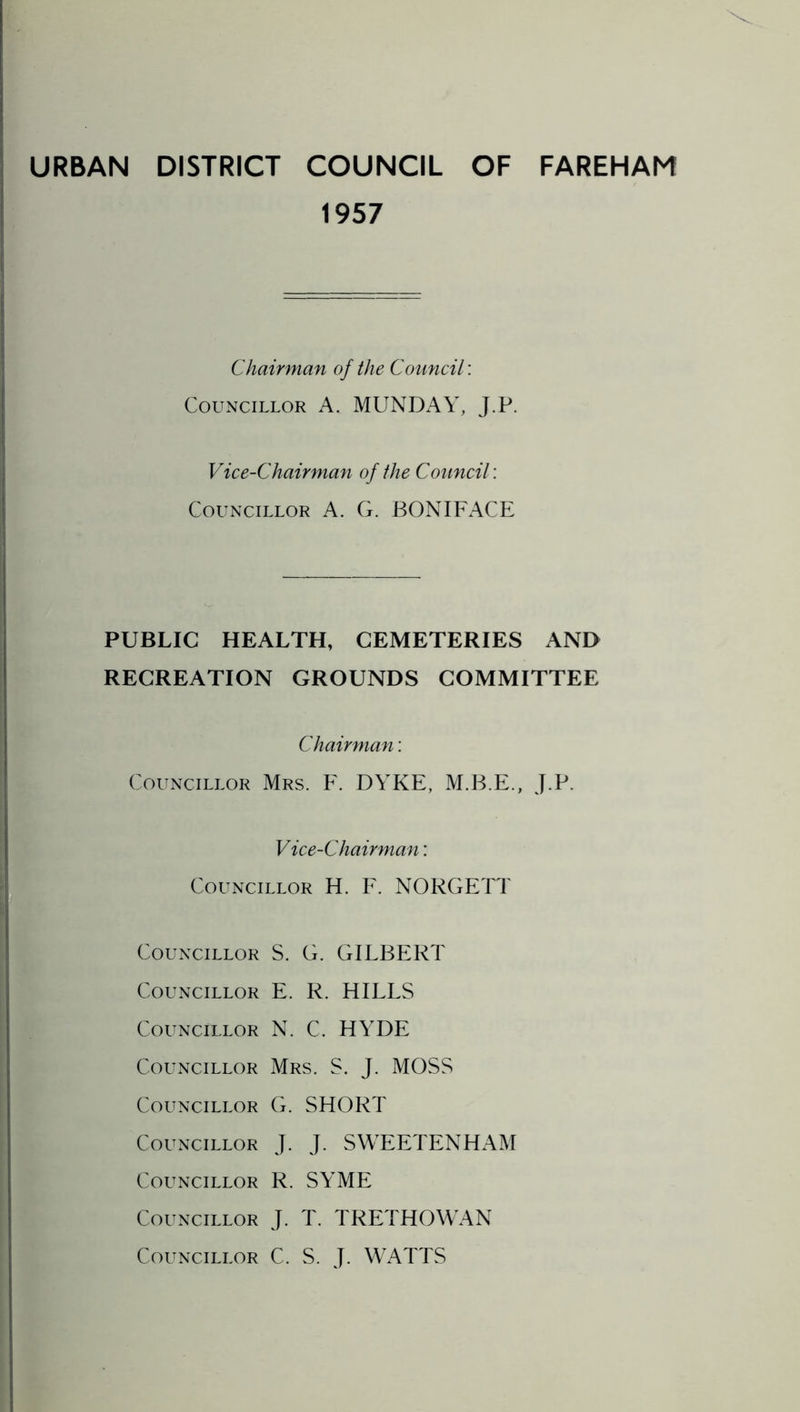 URBAN DISTRICT COUNCIL OF FAREHAM
1957
Chairman of the Council:
Councillor A. MUNDAY, J.P.
Vice-Chairman of the Council:
Councillor A. G. BONIFACE
PUBLIC HEALTH, CEMETERIES AND
RECREATION GROUNDS COMMITTEE
Chairman:
Councillor Mrs. F. DYKE, M.B.E., J.P.
Vice-Chairman:
Councillor H. F. NORGETT
Councillor S. G. GILBERT
Councillor E. R. HILLS
Councillor N. C. HYDE
Councillor Mrs. S. J. MOSS
Councillor G. SHORT
Councillor J. J. SWEETENHAM
Councillor R. SYME
Councillor J. T. TRETHOWAN
Councillor C. S. J. WATTS